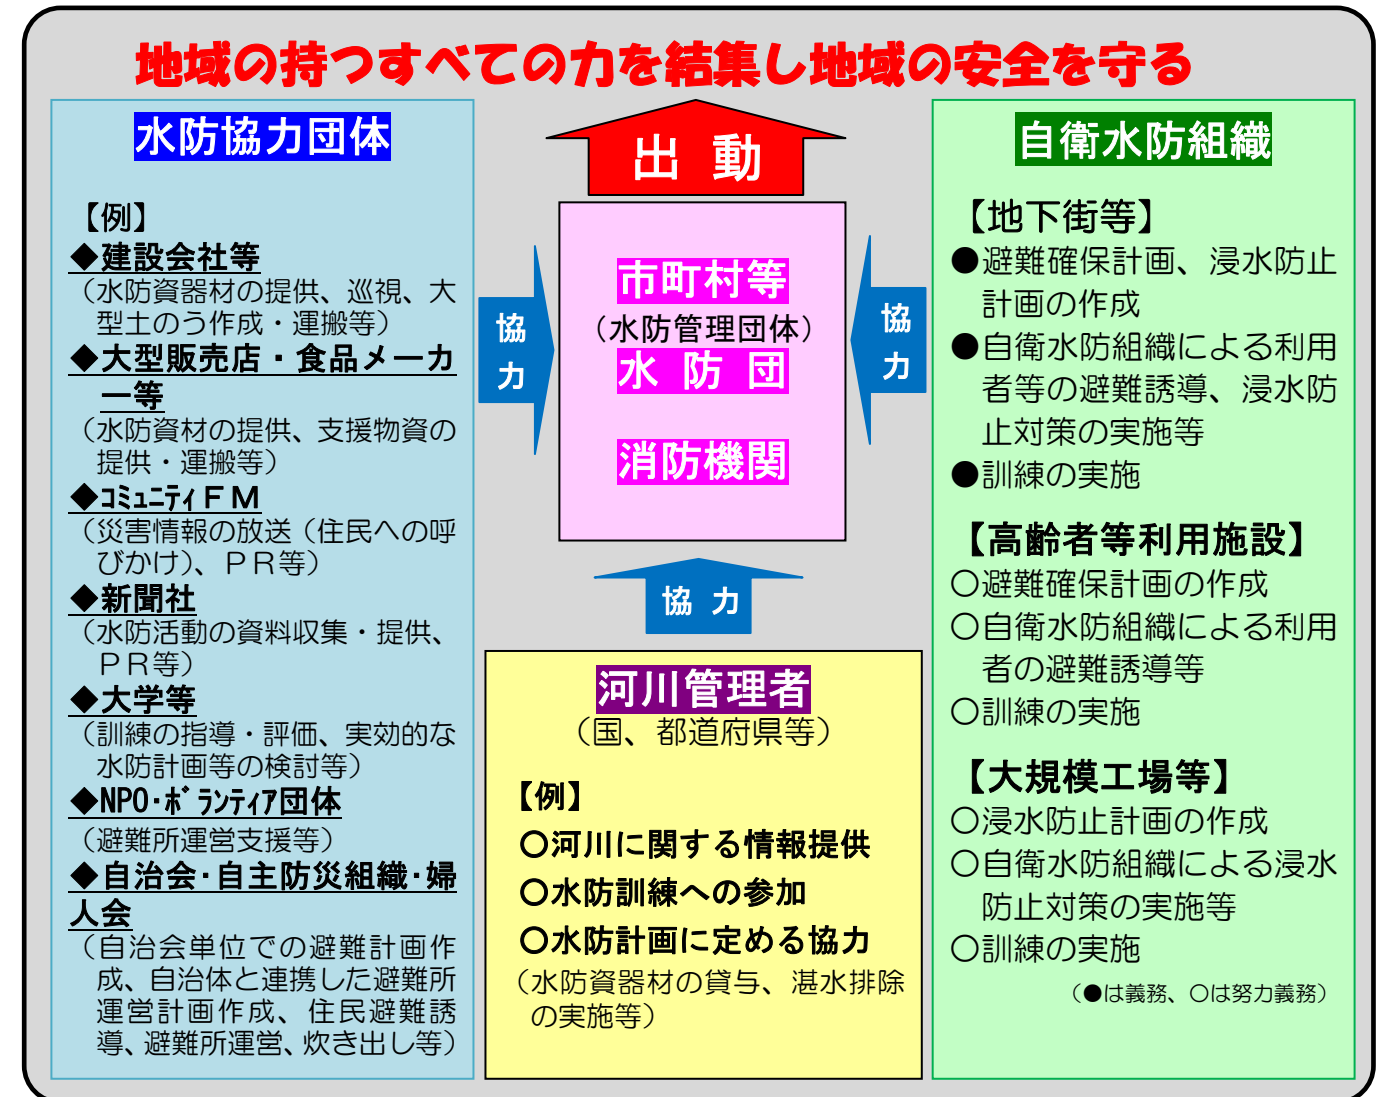 地域の持つすべての力を結集し地域の安全を守る
水防協力団体
【例】
◆建設会社等
（水防資器材の提供、巡視、大
型土のう作成・運搬等）
◆大型販売店・食品メーカ
ー等
（水防資材の提供、支援物資の
提供・運搬等）
◆ｺﾐｭﾆﾃｨＦＭ
（災害情報の放送（住民への呼
びかけ）、ＰＲ等）
◆新聞社
（水防活動の資料収集・提供、
ＰＲ等）
◆大学等
（訓練の指導・評価、実効的な
水防計画等の検討等）
◆NPO･ﾎﾞﾗﾝﾃｨｱ団体
（避難所運営支援等）
◆自治会･自主防災組織･婦
人会
（自治会単位での避難計画作
成、自治体と連携した避難所
運営計画作成、住民避難誘
導、避難所運営、炊き出し等）
出 動
協
力
市町村等
（水防管理団体）
水 防 団
消防機関
協
力
協 力
河川管理者
（国、都道府県等）
【例】
〇河川に関する情報提供
〇水防訓練への参加
〇水防計画に定める協力
（水防資器材の貸与、湛水排除
の実施等）
自衛水防組織
【地下街等】
●避難確保計画、浸水防止
計画の作成
●自衛水防組織による利用
者等の避難誘導、浸水防
止対策の実施等
●訓練の実施
【高齢者等利用施設】
〇避難確保計画の作成
〇自衛水防組織による利用
者の避難誘導等
〇訓練の実施
【大規模工場等】
〇浸水防止計画の作成
〇自衛水防組織による浸水
防止対策の実施等
〇訓練の実施
（●は義務、〇は努力義務）